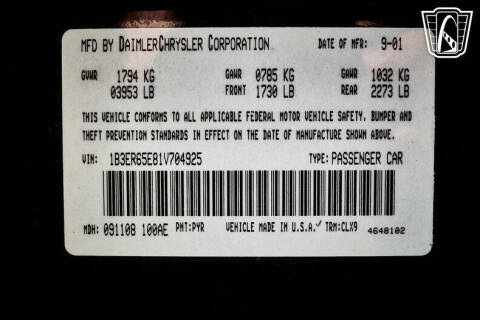 MFD BY DAIMLERCHRYSLER CORPORATION DATE OF MFR: 9-01
GVWR 1794 KG GAWR 0785 KG GAWR 1032 KG
03953 LB FRONT 1730 LB REAR 2273 LB
THIS VEHICLE CONFORMS TO ALL APPLICABLE FEDERAL MOTOR VEHICLE SAFETY, BUMPER AND
THEFT PREVENTION STANDARDS IN EFFECT ON THE DATE OF MANUFACTURE SHOWN ABOVE.
VIN: 1B3ER65E81V704925 TYPE: PASSENGER CAR
MDH: 091108 100AE PNT:PYR VEHICLE MADE IN U.S.A. TRM:CLX9 4648102